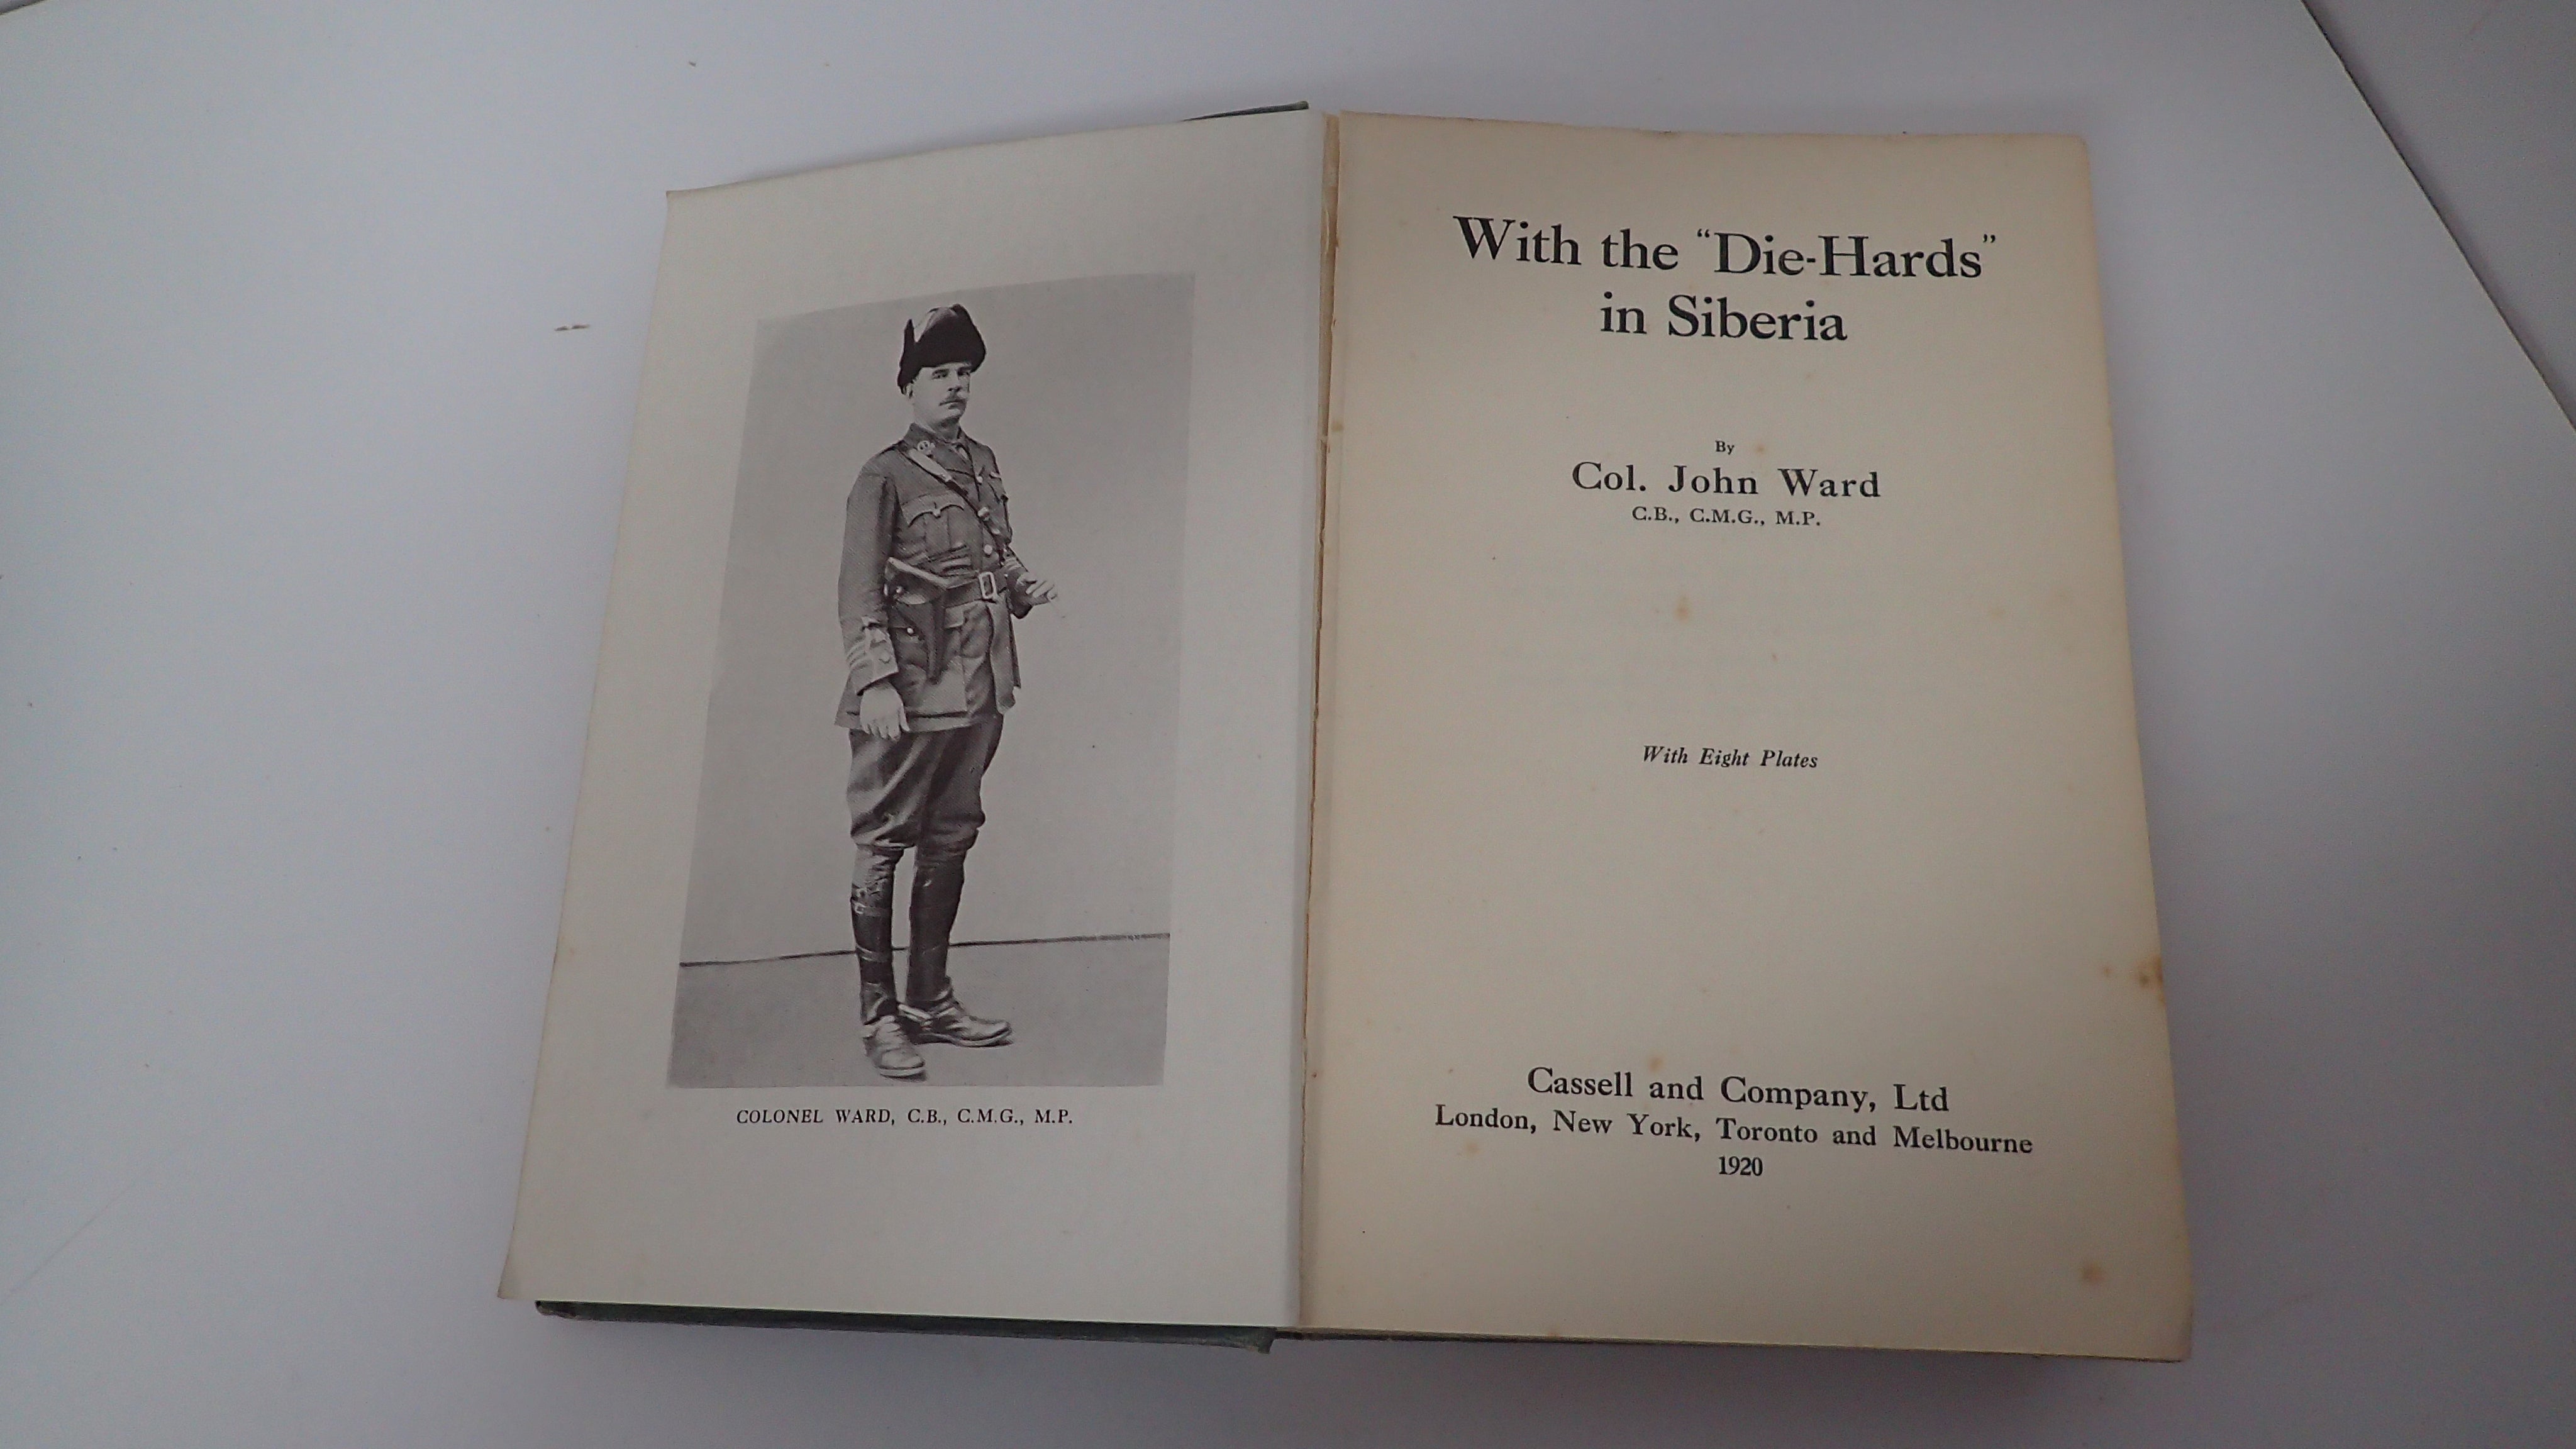 COLONEL WARD, C.B., C.M.G., M.P.
With the “Die-Hards”
in Siberia
By
Col. John Ward
C.B., C.M.G., M.P.
With Eight Plates
Cassell and Company, Ltd
London, New York, Toronto and Melbourne
1920